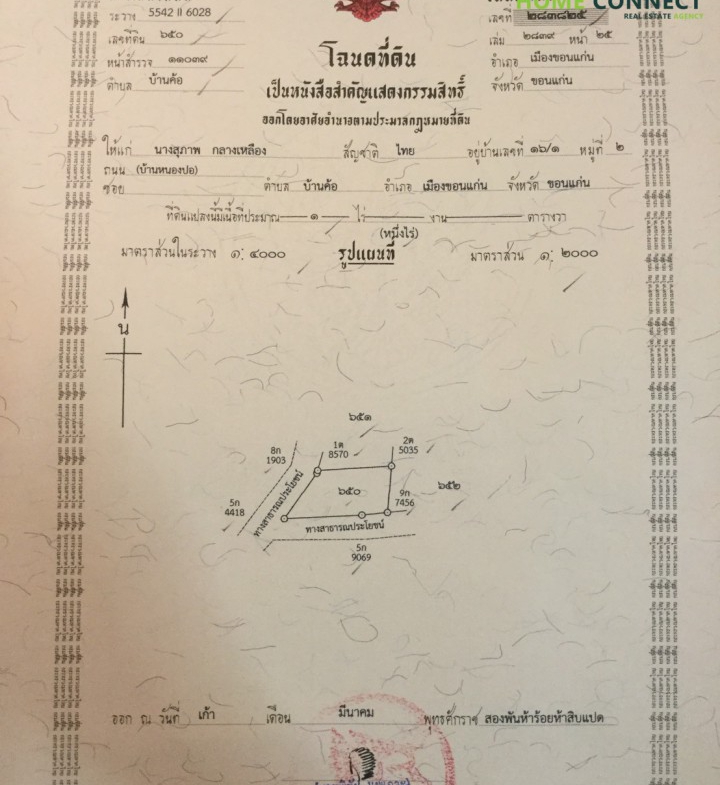 HOME CONNECT
REAL ESTATE AGENCY
ระวาง 5542 II 6028
เลขที่ ๒๘๓๘๒๕
เลขที่ดิน ๖๕๐
เล่ม ๒๘๓๙ หน้า ๒๕
หน้าสำรวจ ๑๑๐๓๙
อำเภอ เมืองขอนแก่น
ตำบล บ้านค้อ
จังหวัด ขอนแก่น
โฉนดที่ดิน
เป็นหนังสือสำคัญแสดงกรรมสิทธิ์
ออกโดยอาศัยอำนาจตามประมวลกฎหมายที่ดิน
ให้แก่ นางสุภาพ กลางเหลือง สัญชาติ ไทย อยู่บ้านเลขที่ ๑๖/๑ หมู่ที่ ๒
ถนน (บ้านหนองปอ)
ซอย ตำบล บ้านค้อ อำเภอ เมืองขอนแก่น จังหวัด ขอนแก่น
ที่ดินแปลงนี้มีเนื้อที่ประมาณ ๑ ไร่ งาน ตารางวา
(หนึ่งไร่)
มาตราส่วนในระวาง ๑: ๔๐๐๐ รูปแผนที่ มาตราส่วน ๑: ๒๐๐๐
น
๖๕๑
8ก
1903
1ต
8570
2ต
5035
5ก
4418
ทางสาธารณประโยชน์
๖๕๐
9ก
7456
๖๕๒
ทางสาธารณประโยชน์
5ก
9069
ออก ณ วันที่ เก้า เดือน มีนาคม พุทธศักราช สองพันห้าร้อยห้าสิบแปด